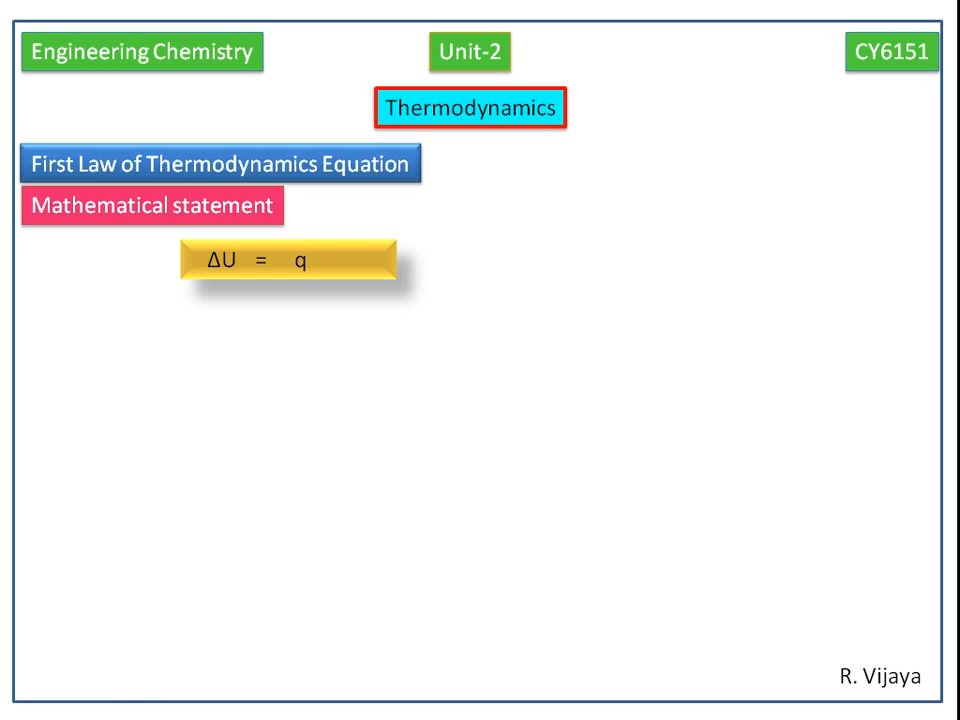 Engineering Chemistry
Unit-2
CY6151
Thermodynamics
First Law of Thermodynamics Equation
Mathematical statement
ΔU = q
R. Vijaya